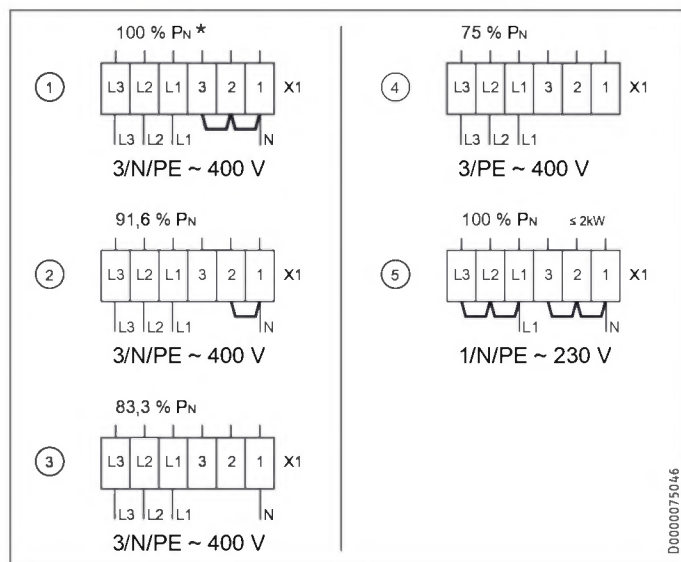 100 % PN *
1
L3 L2 L1 3 2 1 X1
L3 L2 L1 N
3/N/PE ~ 400 V
91,6 % PN
2
L3 L2 L1 3 2 1 X1
L3 L2 L1 N
3/N/PE ~ 400 V
83,3 % PN
3
L3 L2 L1 3 2 1 X1
L3 L2 L1 N
3/N/PE ~ 400 V
75 % PN
4
L3 L2 L1 3 2 1 X1
L3 L2 L1
3/PE ~ 400 V
100 % PN ≤ 2kW
5
L3 L2 L1 3 2 1 X1
L1 N
1/N/PE ~ 230 V
D0000075046